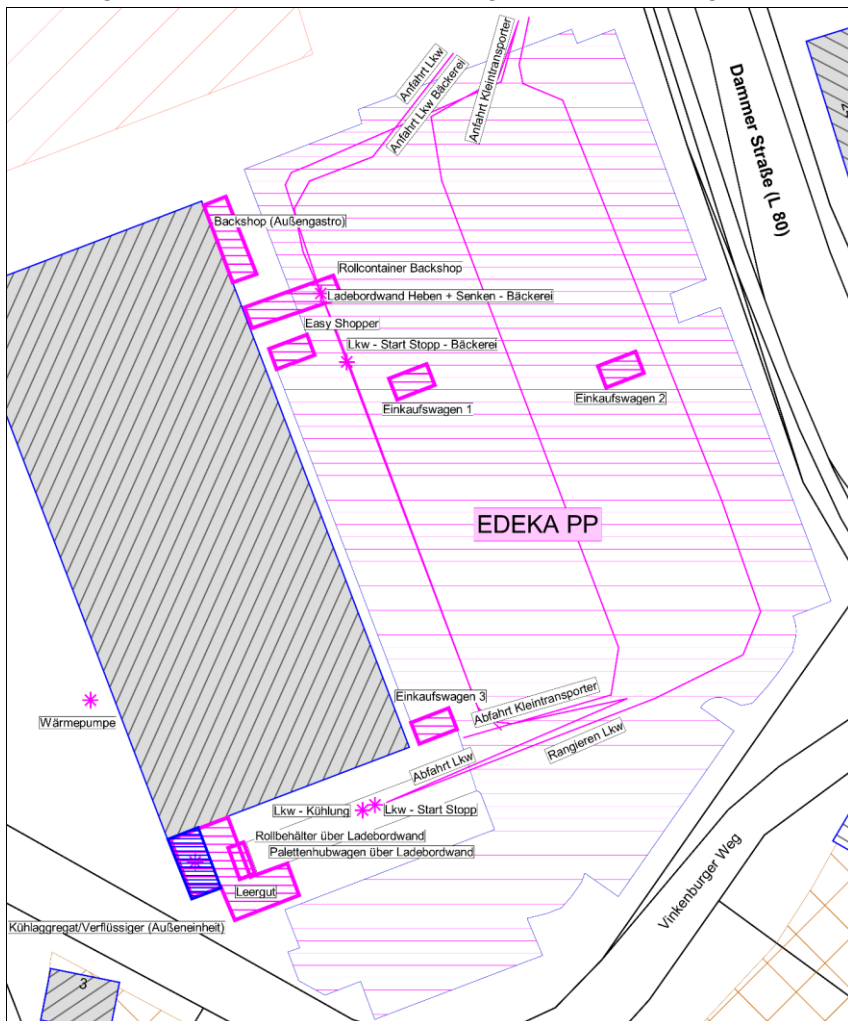 Anfahrt Lkw
Anfahrt Lkw Bäckerei
Anfahrt Kleintransporter
Dammer Straße (L 80)
Backshop (Außengastro)
Rollcontainer Backshop
Ladebordwand Heben + Senken - Bäckerei
Easy Shopper
Lkw - Start Stopp - Bäckerei
Einkaufswagen 1
Einkaufswagen 2
EDEKA PP
Einkaufswagen 3
Abfahrt Kleintransporter
Wärmepumpe
Rangieren Lkw
Abfahrt Lkw
Lkw - Kühlung
Lkw - Start Stopp
Rollbehälter über Ladebordwand
Palettenhubwagen über Ladebordwand
Leergut
Vinkenburger Weg
Kühlaggregat/Verflüssiger (Außeneinheit)
3